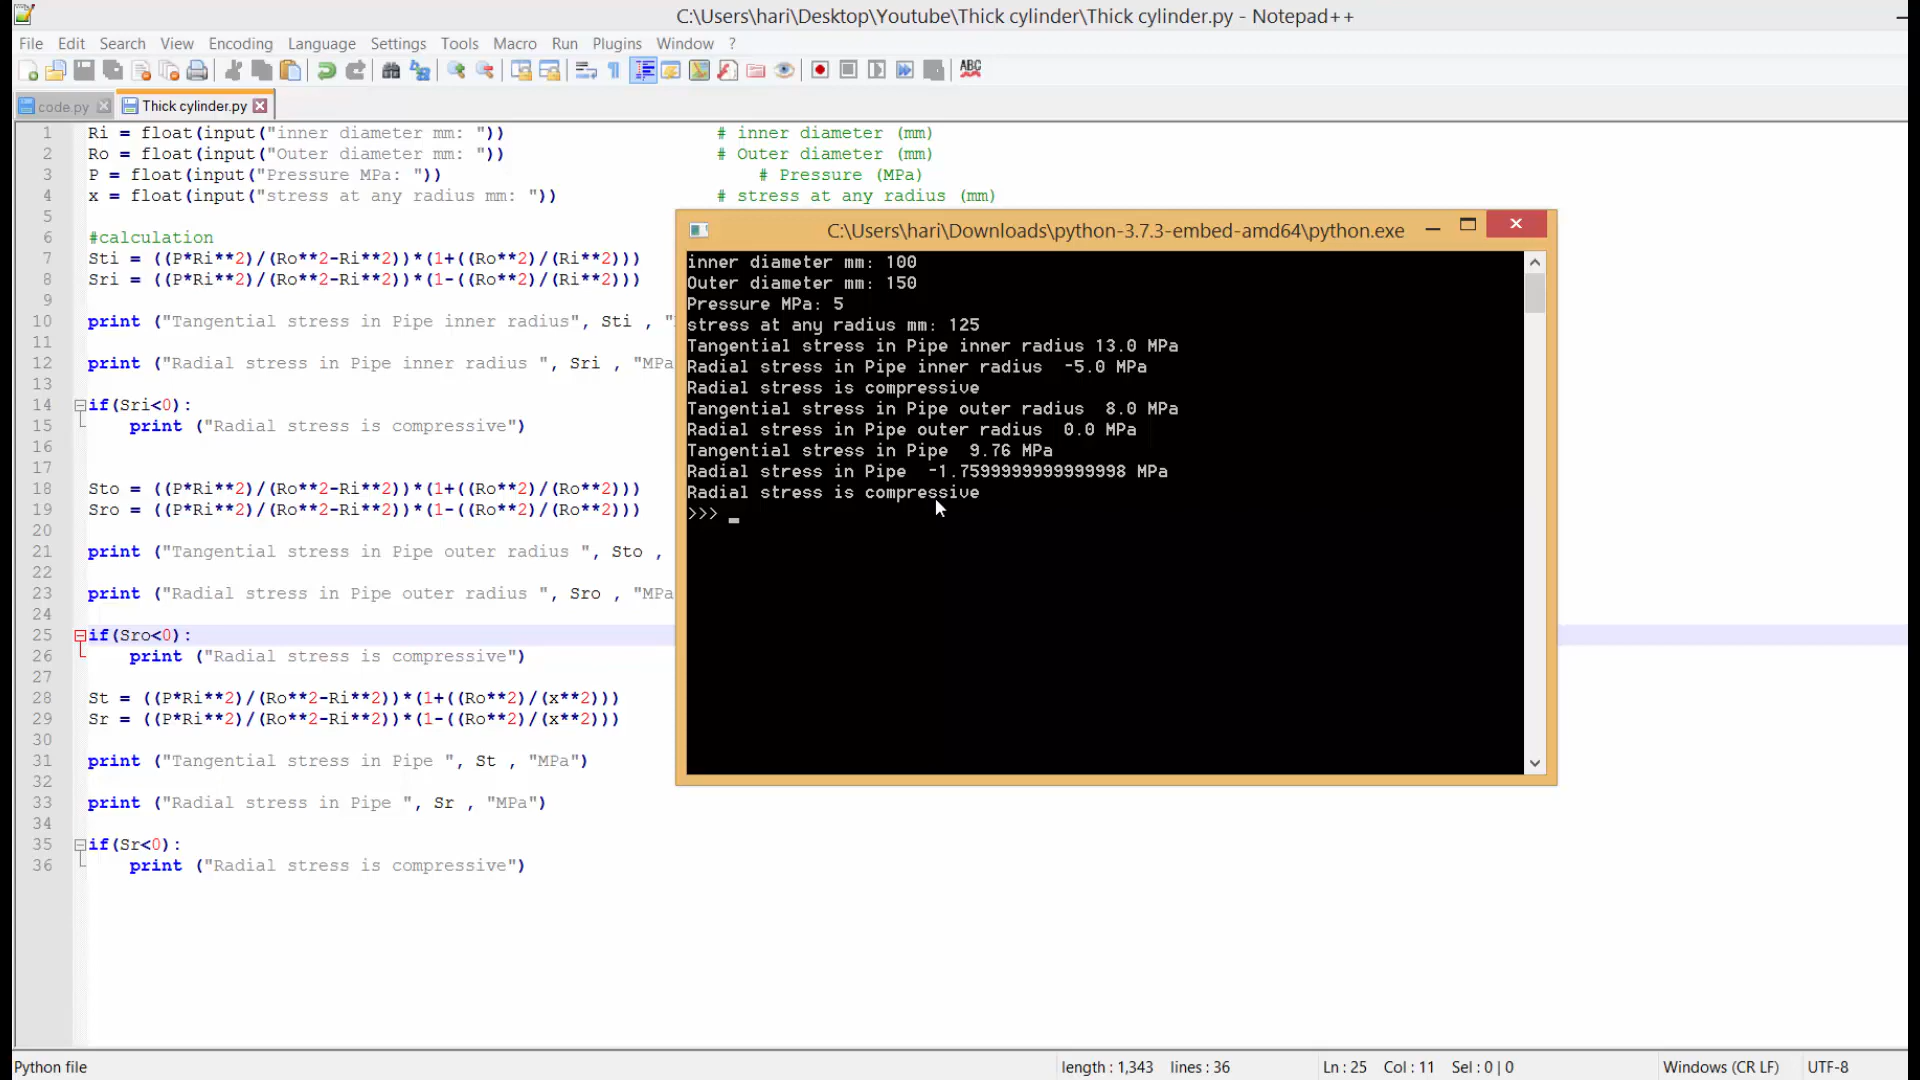 C:\Users\hari\Desktop\Youtube\Thick cylinder\Thick cylinder.py - Notepad++
File Edit Search View Encoding Language Settings Tools Macro Run Plugins Window ?
ABC
code.py Thick cylinder.py
1 Ri = float(input("inner diameter mm: ")) # inner diameter (mm)
2 Ro = float(input("Outer diameter mm: ")) # Outer diameter (mm)
3 P = float(input("Pressure MPa: ")) # Pressure (MPa)
4 x = float(input("stress at any radius mm: ")) # stress at any radius (mm)
5
6 #calculation
7 Sti = ((P*Ri**2)/(Ro**2-Ri**2))*(1+((Ro**2)/(Ri**2)))
8 Sri = ((P*Ri**2)/(Ro**2-Ri**2))*(1-((Ro**2)/(Ri**2)))
9
10 print ("Tangential stress in Pipe inner radius", Sti , "
11
12 print ("Radial stress in Pipe inner radius ", Sri , "MPa
13
14 if(Sri<0):
15 print ("Radial stress is compressive")
16
17
18 Sto = ((P*Ri**2)/(Ro**2-Ri**2))*(1+((Ro**2)/(Ro**2)))
19 Sro = ((P*Ri**2)/(Ro**2-Ri**2))*(1-((Ro**2)/(Ro**2)))
20
21 print ("Tangential stress in Pipe outer radius ", Sto ,
22
23 print ("Radial stress in Pipe outer radius ", Sro , "MPa
24
25 if(Sro<0):
26 print ("Radial stress is compressive")
27
28 St = ((P*Ri**2)/(Ro**2-Ri**2))*(1+((Ro**2)/(x**2)))
29 Sr = ((P*Ri**2)/(Ro**2-Ri**2))*(1-((Ro**2)/(x**2)))
30
31 print ("Tangential stress in Pipe ", St , "MPa")
32
33 print ("Radial stress in Pipe ", Sr , "MPa")
34
35 if(Sr<0):
36 print ("Radial stress is compressive")
C:\Users\hari\Downloads\python-3.7.3-embed-amd64\python.exe
inner diameter mm: 100
Outer diameter mm: 150
Pressure MPa: 5
stress at any radius mm: 125
Tangential stress in Pipe inner radius 13.0 MPa
Radial stress in Pipe inner radius  -5.0 MPa
Radial stress is compressive
Tangential stress in Pipe outer radius  8.0 MPa
Radial stress in Pipe outer radius  0.0 MPa
Tangential stress in Pipe  9.76 MPa
Radial stress in Pipe  -1.7599999999999998 MPa
Radial stress is compressive
>>> _
Python file length : 1,343 lines : 36 Ln : 25 Col : 11 Sel : 0 | 0 Windows (CR LF) UTF-8